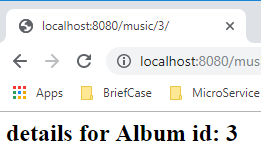 localhost:8080/music/3/
localhost:8080/mus
Apps BriefCase MicroService
details for Album id: 3